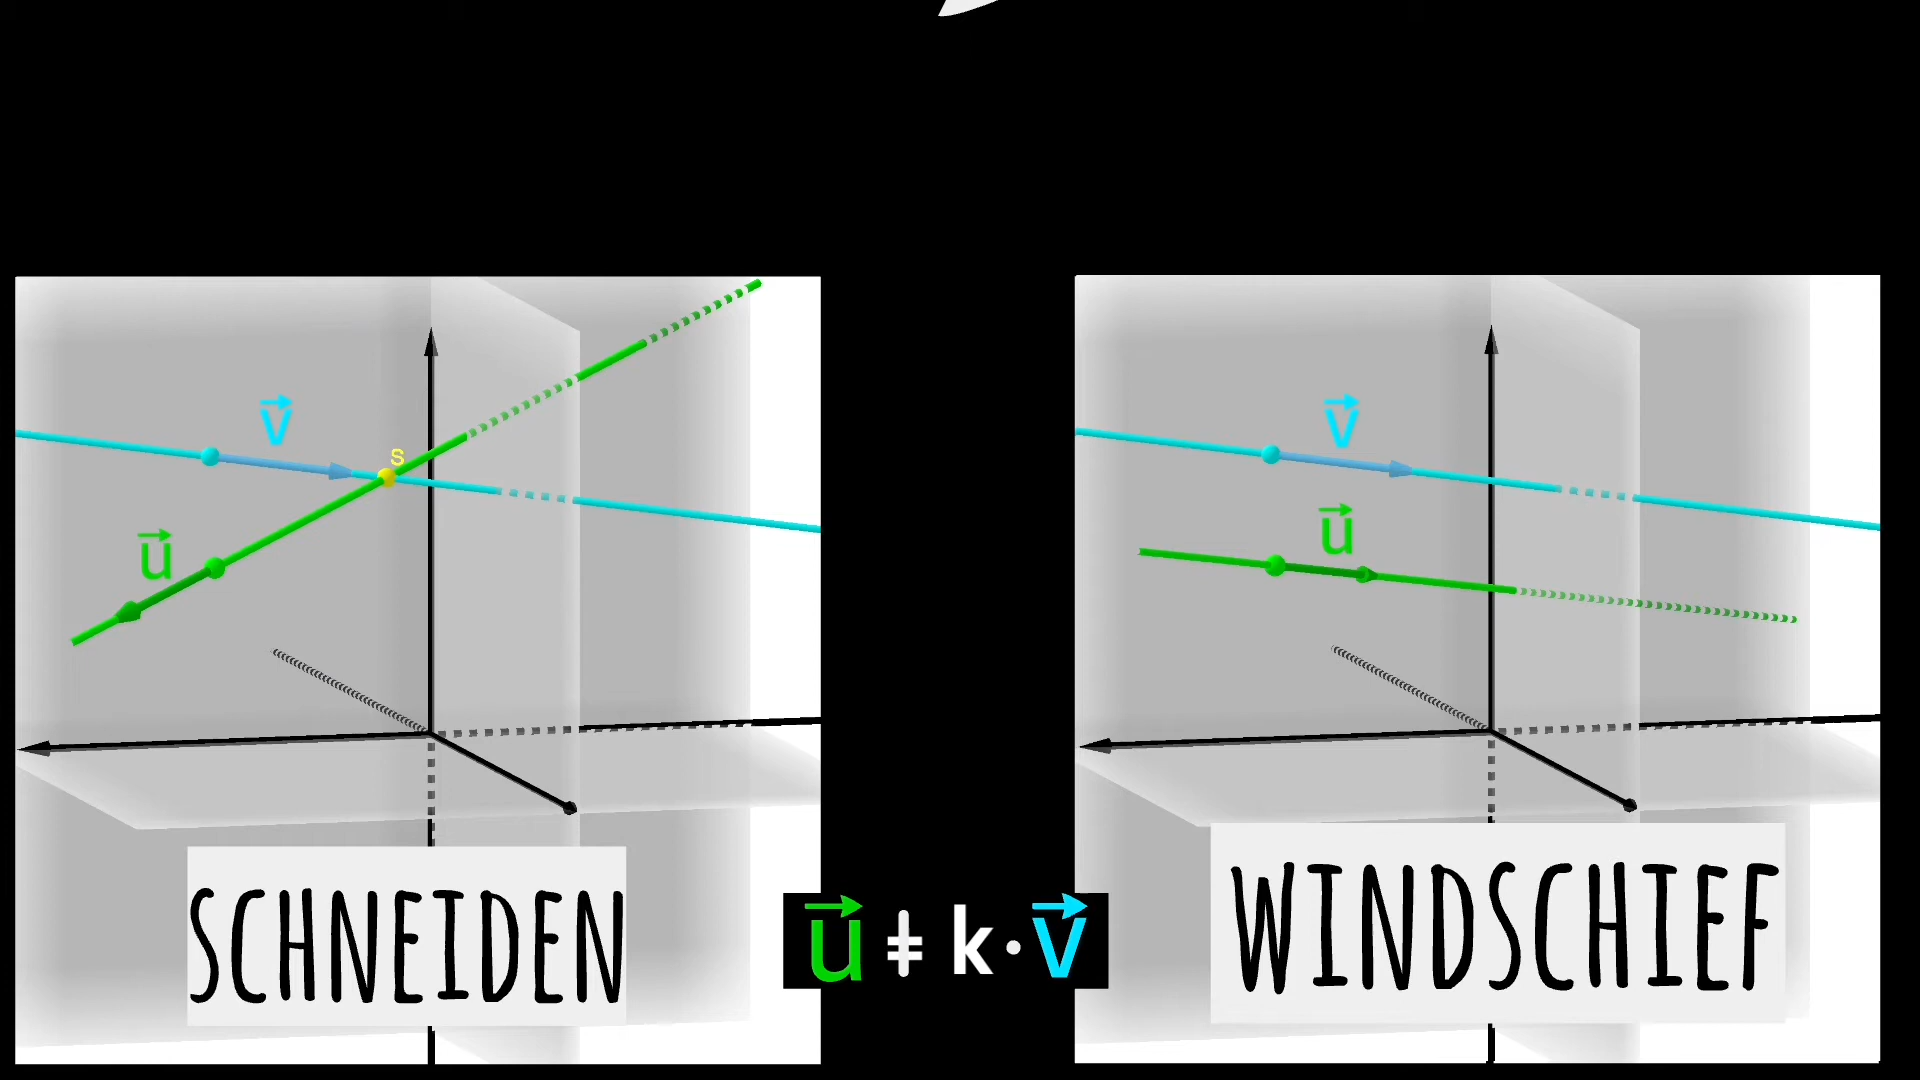 v⃗
S
u⃗
SCHNEIDEN
v⃗
u⃗
WINDSCHIEF
u⃗ ≠ k·v⃗